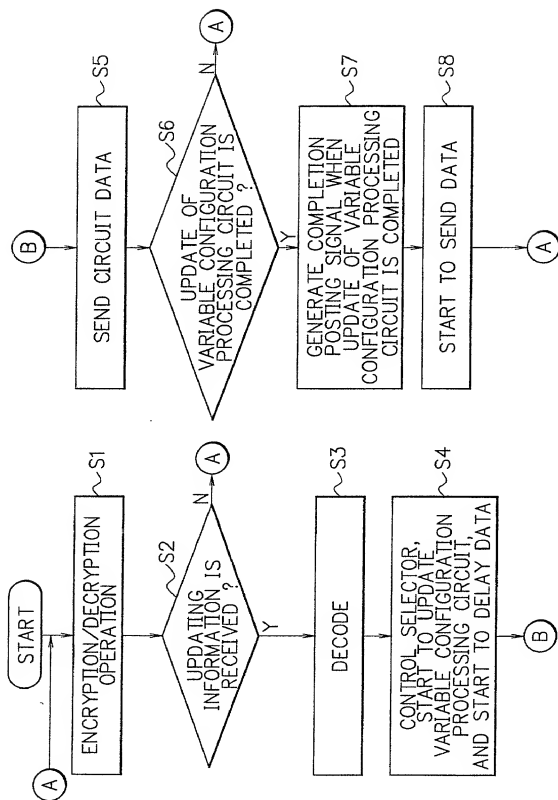 START
A
ENCRYPTION/DECRYPTION
OPERATION
S1
UPDATING
INFORMATION IS
RECEIVED ?
S2
N
A
Y
DECODE
S3
CONTROL SELECTOR,
START TO UPDATE
VARIABLE CONFIGURATION
PROCESSING CIRCUIT,
AND START TO DELAY DATA
S4
B
B
SEND CIRCUIT DATA
S5
UPDATE OF
VARIABLE CONFIGURATION
PROCESSING CIRCUIT IS
COMPLETED ?
S6
N
A
Y
GENERATE COMPLETION
POSTING SIGNAL WHEN
UPDATE OF VARIABLE
CONFIGURATION PROCESSING
CIRCUIT IS COMPLETED
S7
START TO SEND DATA
S8
A